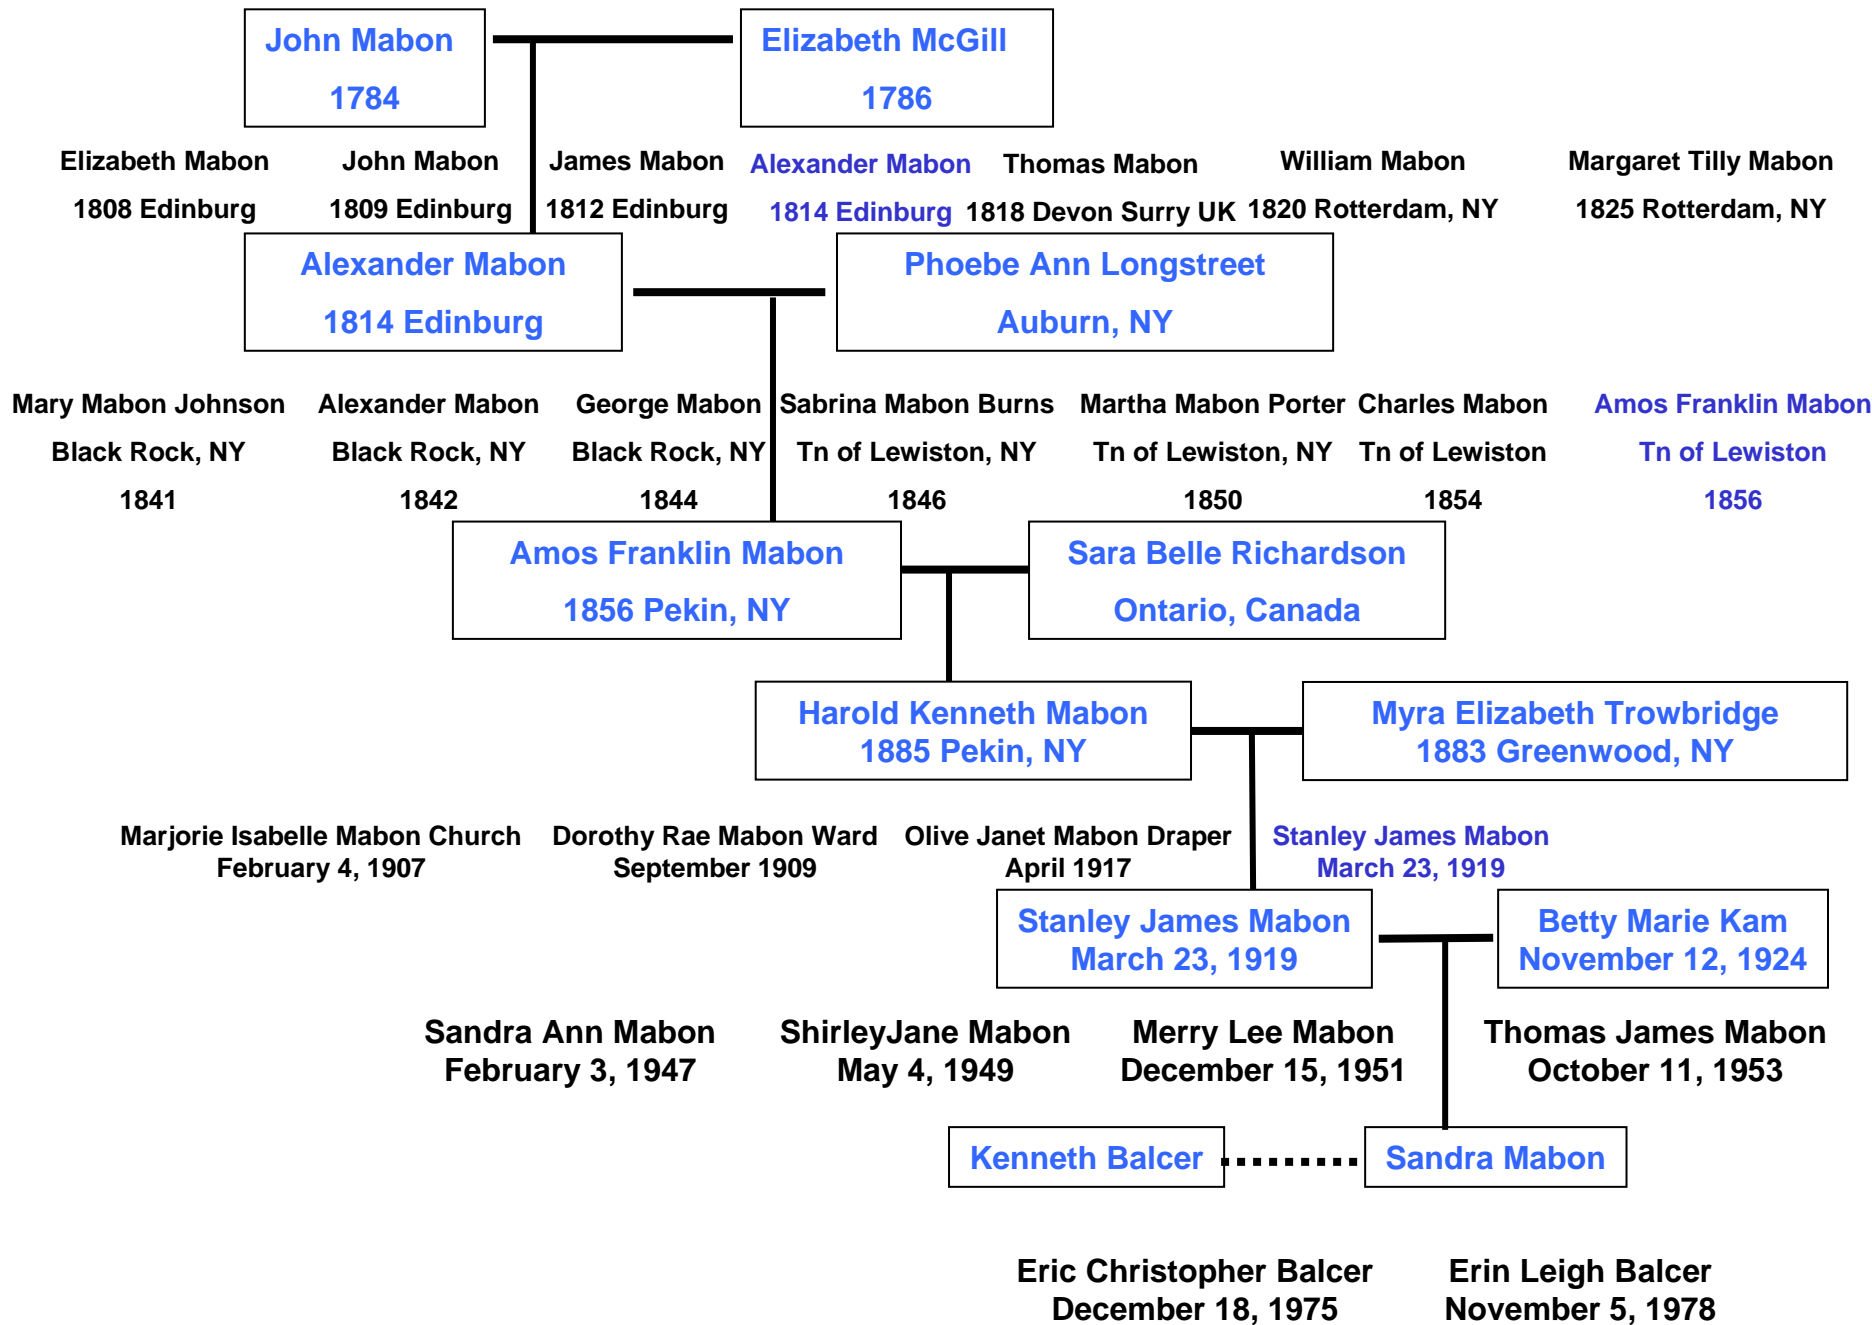 John Mabon
1784
Elizabeth McGill
1786
Elizabeth Mabon
1808 Edinburg
John Mabon
1809 Edinburg
James Mabon
1812 Edinburg
Alexander Mabon
1814 Edinburg
Thomas Mabon
1818 Devon Surry UK
William Mabon
1820 Rotterdam, NY
Margaret Tilly Mabon
1825 Rotterdam, NY
Alexander Mabon
1814 Edinburg
Phoebe Ann Longstreet
Auburn, NY
Mary Mabon Johnson
Black Rock, NY
1841
Alexander Mabon
Black Rock, NY
1842
George Mabon
Black Rock, NY
1844
Sabrina Mabon Burns
Tn of Lewiston, NY
1846
Martha Mabon Porter
Tn of Lewiston, NY
1850
Charles Mabon
Tn of Lewiston
1854
Amos Franklin Mabon
Tn of Lewiston
1856
Amos Franklin Mabon
1856 Pekin, NY
Sara Belle Richardson
Ontario, Canada
Harold Kenneth Mabon
1885 Pekin, NY
Myra Elizabeth Trowbridge
1883 Greenwood, NY
Marjorie Isabelle Mabon Church
February 4, 1907
Dorothy Rae Mabon Ward
September 1909
Olive Janet Mabon Draper
April 1917
Stanley James Mabon
March 23, 1919
Stanley James Mabon
March 23, 1919
Betty Marie Kam
November 12, 1924
Sandra Ann Mabon
February 3, 1947
ShirleyJane Mabon
May 4, 1949
Merry Lee Mabon
December 15, 1951
Thomas James Mabon
October 11, 1953
Kenneth Balcer
Sandra Mabon
Eric Christopher Balcer
December 18, 1975
Erin Leigh Balcer
November 5, 1978